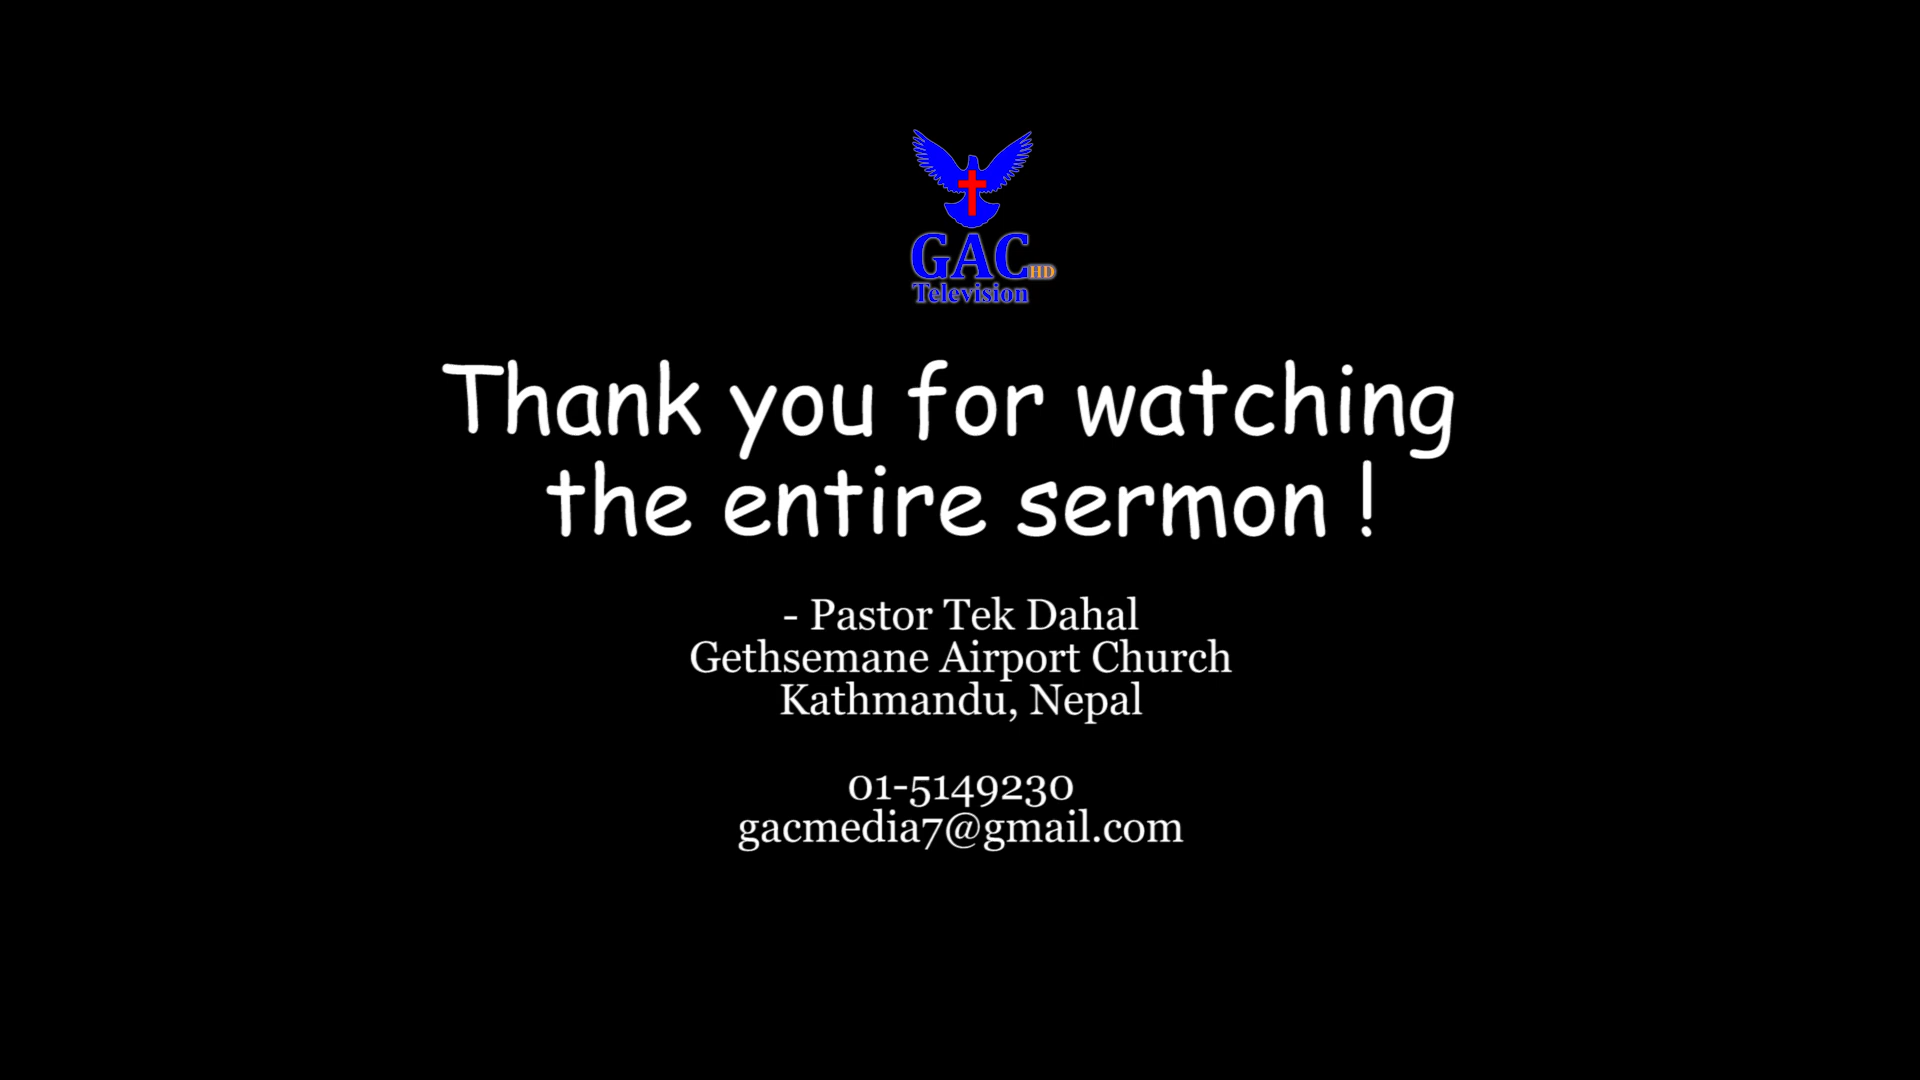 GAC HD
Television
Thank you for watching
the entire sermon !
- Pastor Tek Dahal
Gethsemane Airport Church
Kathmandu, Nepal
01-5149230
gacmedia7@gmail.com